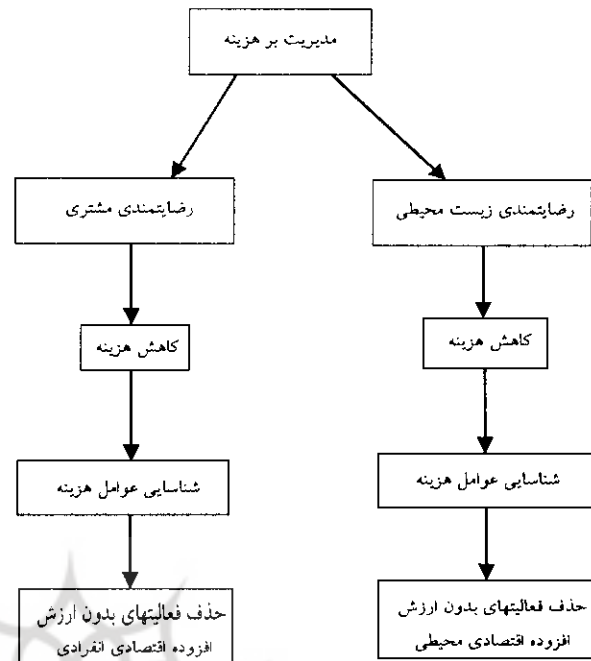 مدیریت بر هزینه
رضایتمندی زیست محیطی
رضایتمندی مشتری
کاهش هزینه
کاهش هزینه
شناسایی عوامل هزینه
شناسایی عوامل هزینه
حذف فعالیتهای بدون ارزش
افزوده اقتصادی محیطی
حذف فعالیتهای بدون ارزش
افزوده اقتصادی انفرادی